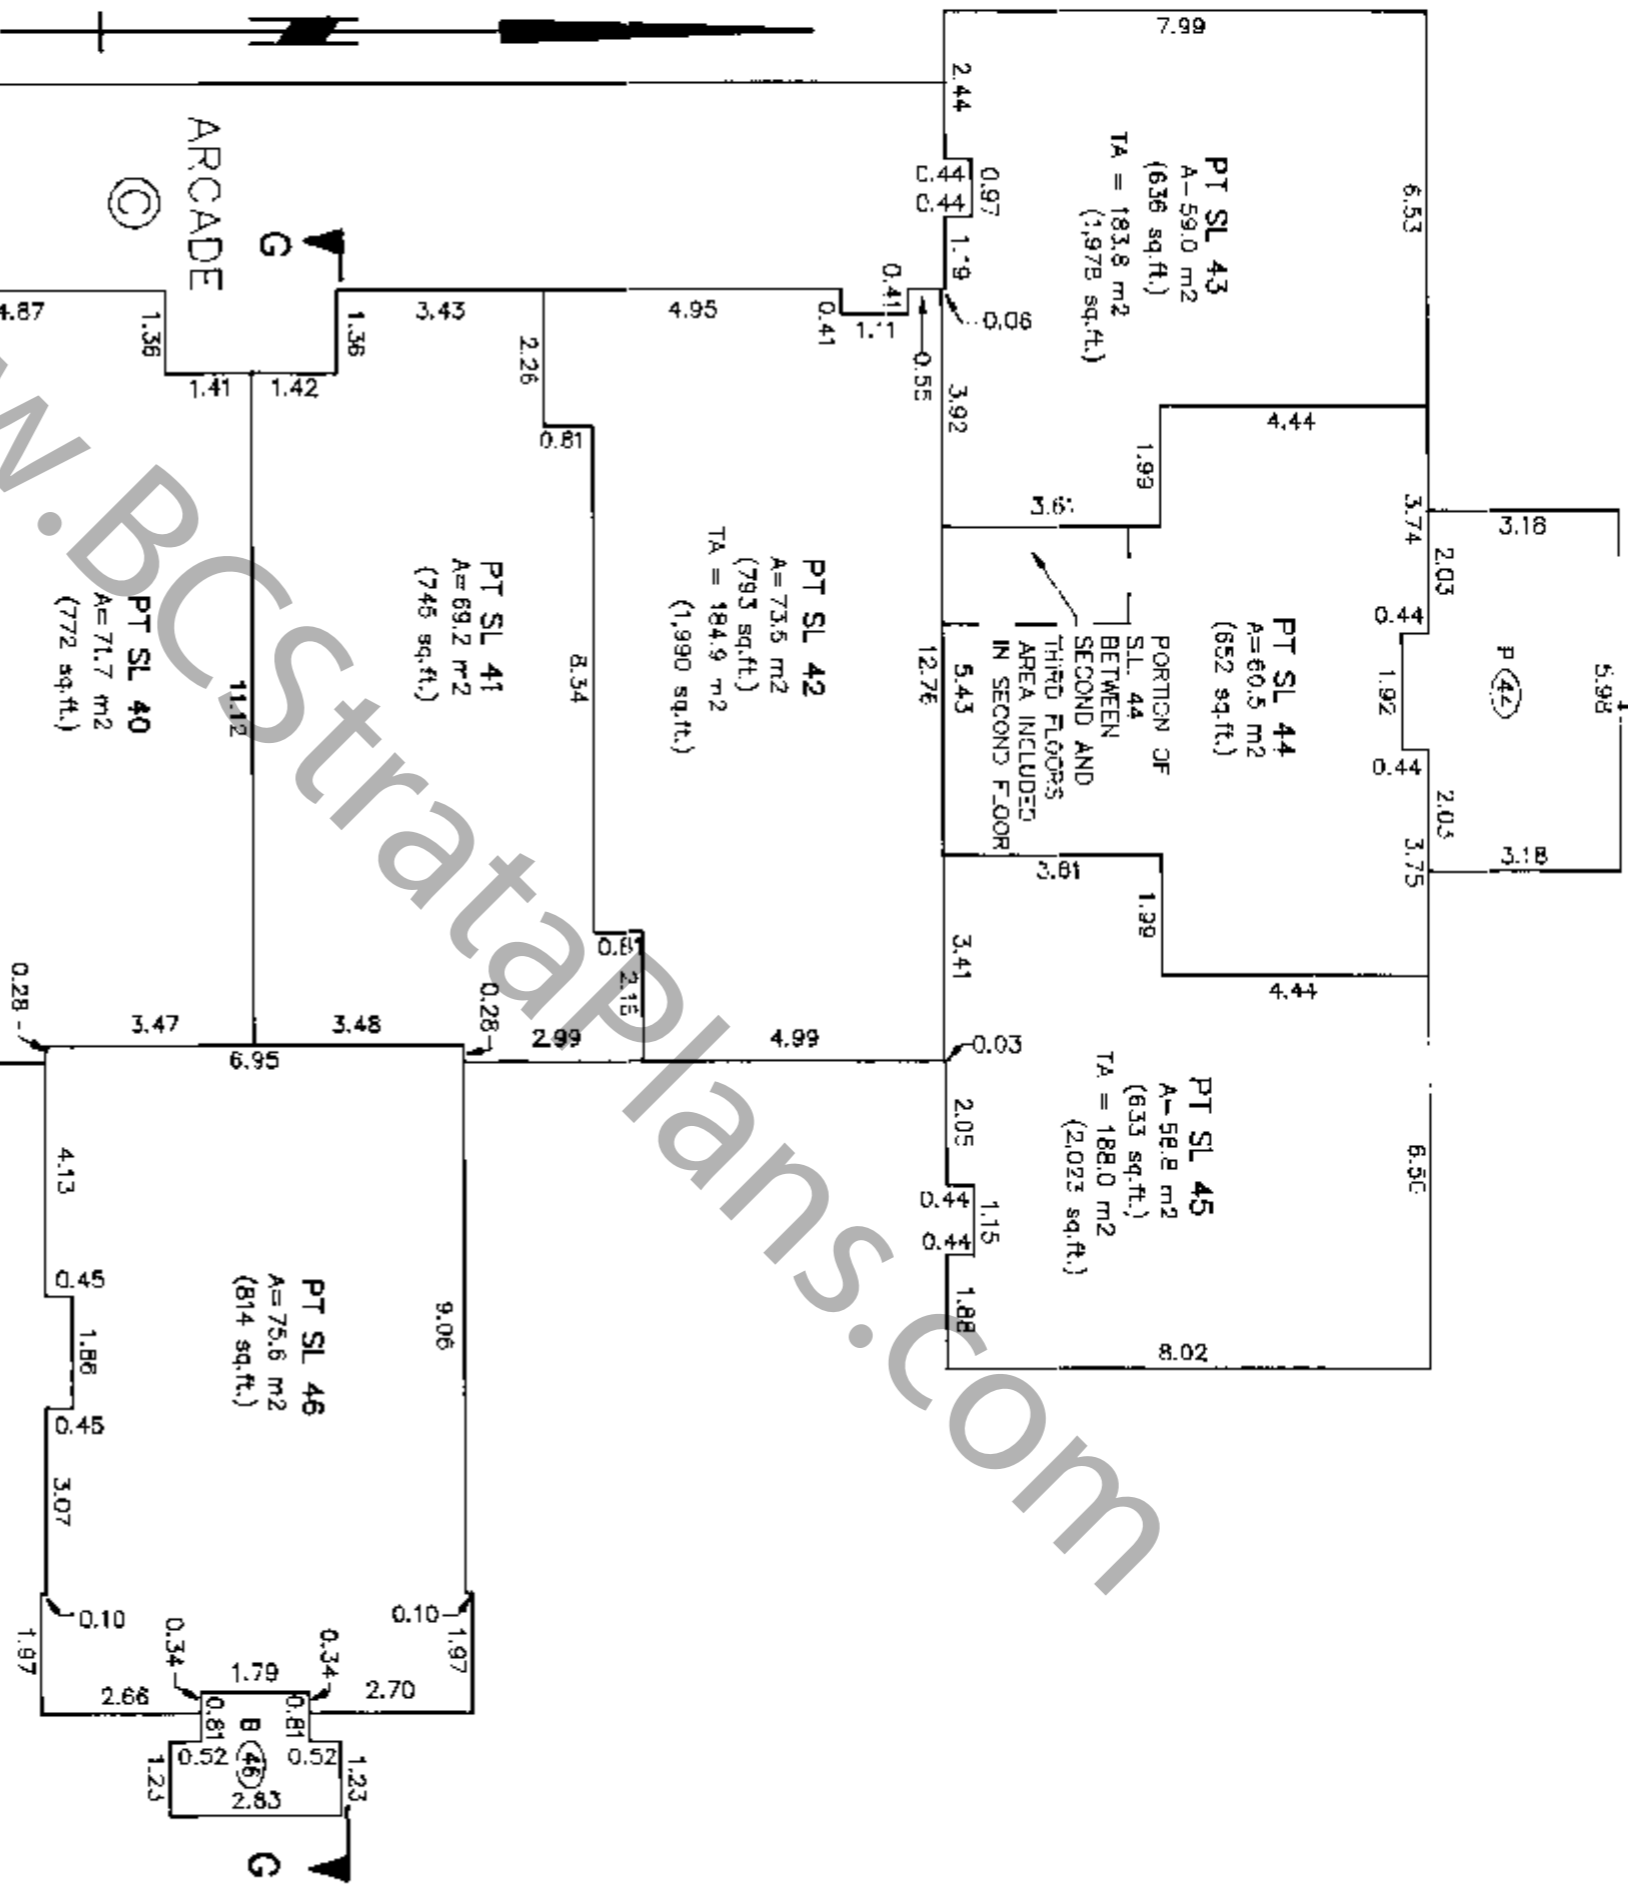 7.99
2.44
6.53
PT SL 43
A=59.0 m2
(636 sq.ft.)
TA = 183.8 m2
(1,978 sq.ft.)
0.44
0.44
0.97
1.19
0.06
ARCADE
©
G
4.87
1.36
1.36
1.41
1.42
3.43
4.95
0.41
0.41
1.11
0.55
3.92
2.26
0.81
4.44
1.99
3.61
3.74
3.18
2.03
0.44
1.92
0.44
2.03
3.75
3.18
5.98
P 44
PT SL 44
A=60.5 m2
(652 sq.ft.)
PORTION OF
S.L. 44
BETWEEN
SECOND AND
THIRD FLOORS
AREA INCLUDED
IN SECOND FLOOR
PT SL 42
A=73.5 m2
(793 sq.ft.)
TA = 184.9 m2
(1,990 sq.ft.)
PT SL 41
A=69.2 m2
(745 sq.ft.)
PT SL 40
A=71.7 m2
(772 sq.ft.)
11.12
8.34
12.76
5.43
3.81
1.99
4.44
3.41
0.81
2.18
0.28
3.47
3.48
6.95
0.28
2.99
4.99
0.03
PT SL 45
A=58.8 m2
(633 sq.ft.)
TA = 188.0 m2
(2,023 sq.ft.)
6.50
2.05
0.44
0.44
1.15
1.88
8.02
4.13
0.45
1.86
0.45
3.07
9.06
PT SL 46
A=75.6 m2
(814 sq.ft.)
0.10
0.10
1.97
1.97
0.34
0.34
1.79
2.66
2.70
0.81
0.81
B 46
0.52
0.52
1.23
1.23
2.83
G
w.BCStrataPlans.com